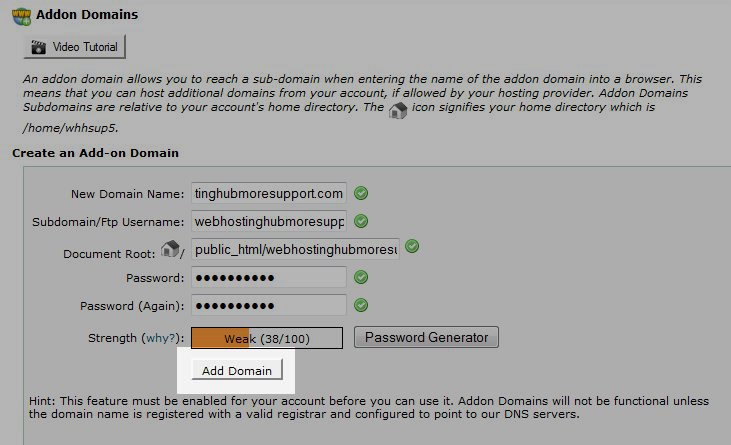 Addon Domains
Video Tutorial
An addon domain allows you to reach a sub-domain when entering the name of the addon domain into a browser. This
means that you can host additional domains from your account, if allowed by your hosting provider. Addon Domains
Subdomains are relative to your account's home directory. The icon signifies your home directory which is
/home/whhsup5.
Create an Add-on Domain
New Domain Name: tinghubmoresupport.com
Subdomain/Ftp Username: webhostinghubmoresupp
Document Root: / public_html/webhostinghubmoresu
Password: ●●●●●●●●●●
Password (Again): ●●●●●●●●●●
Strength (why?): Weak (38/100) Password Generator
Add Domain
Hint: This feature must be enabled for your account before you can use it. Addon Domains will not be functional unless
the domain name is registered with a valid registrar and configured to point to our DNS servers.